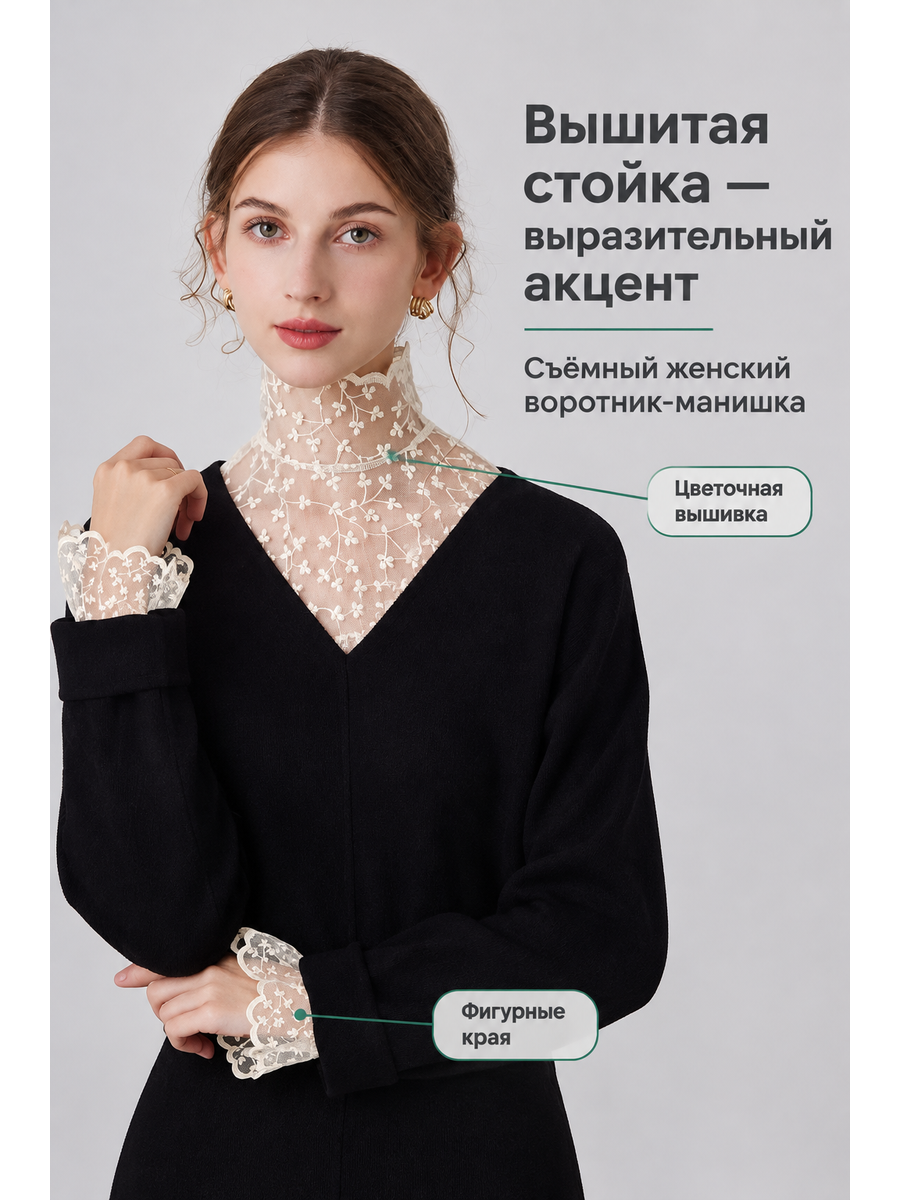 Вышитая
стойка —
выразительный
акцент
Съёмный женский
воротник-манишка
Цветочная
вышивка
Фигурные
края